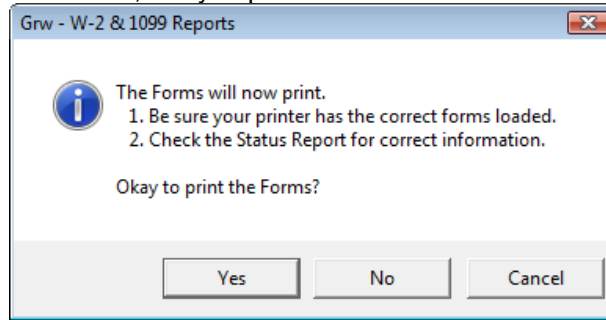 Grw - W-2 & 1099 Reports
The Forms will now print.
1. Be sure your printer has the correct forms loaded.
2. Check the Status Report for correct information.
Okay to print the Forms?
Yes No Cancel